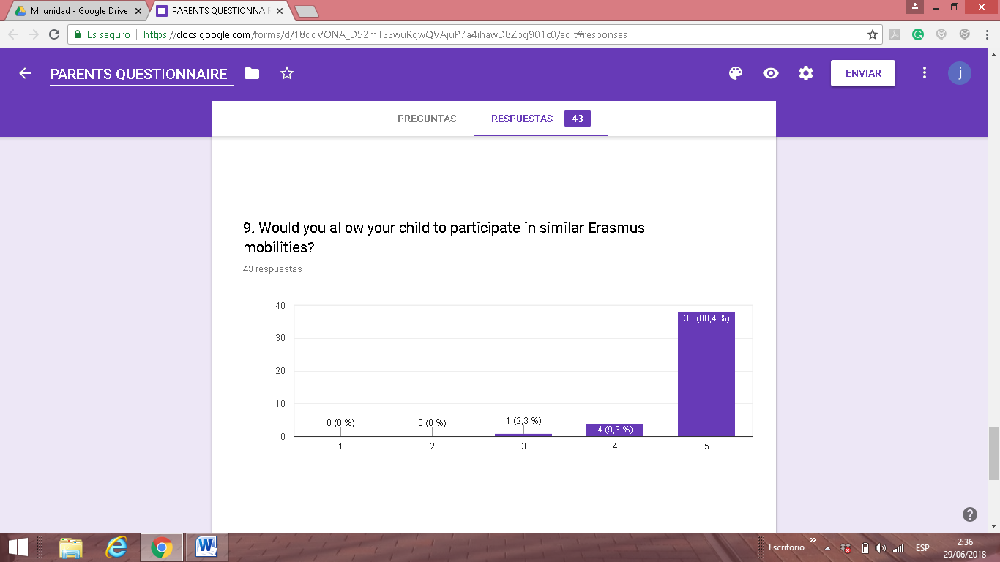 Mi unidad - Google Drive
PARENTS QUESTIONNAIR
Es seguro
https://docs.google.com/forms/d/18qqVONA_D52mTSSwuRgwQVAjuP7a4ihawD8Zpg901c0/edit#responses
PARENTS QUESTIONNAIRE
ENVIAR
j
PREGUNTAS
RESPUESTAS 43
9. Would you allow your child to participate in similar Erasmus
mobilities?
43 respuestas
40
30
20
10
0
0 (0 %)
0 (0 %)
1 (2,3 %)
4 (9,3 %)
38 (88,4 %)
1 2 3 4 5
Escritorio
ESP
2:36
29/06/2018